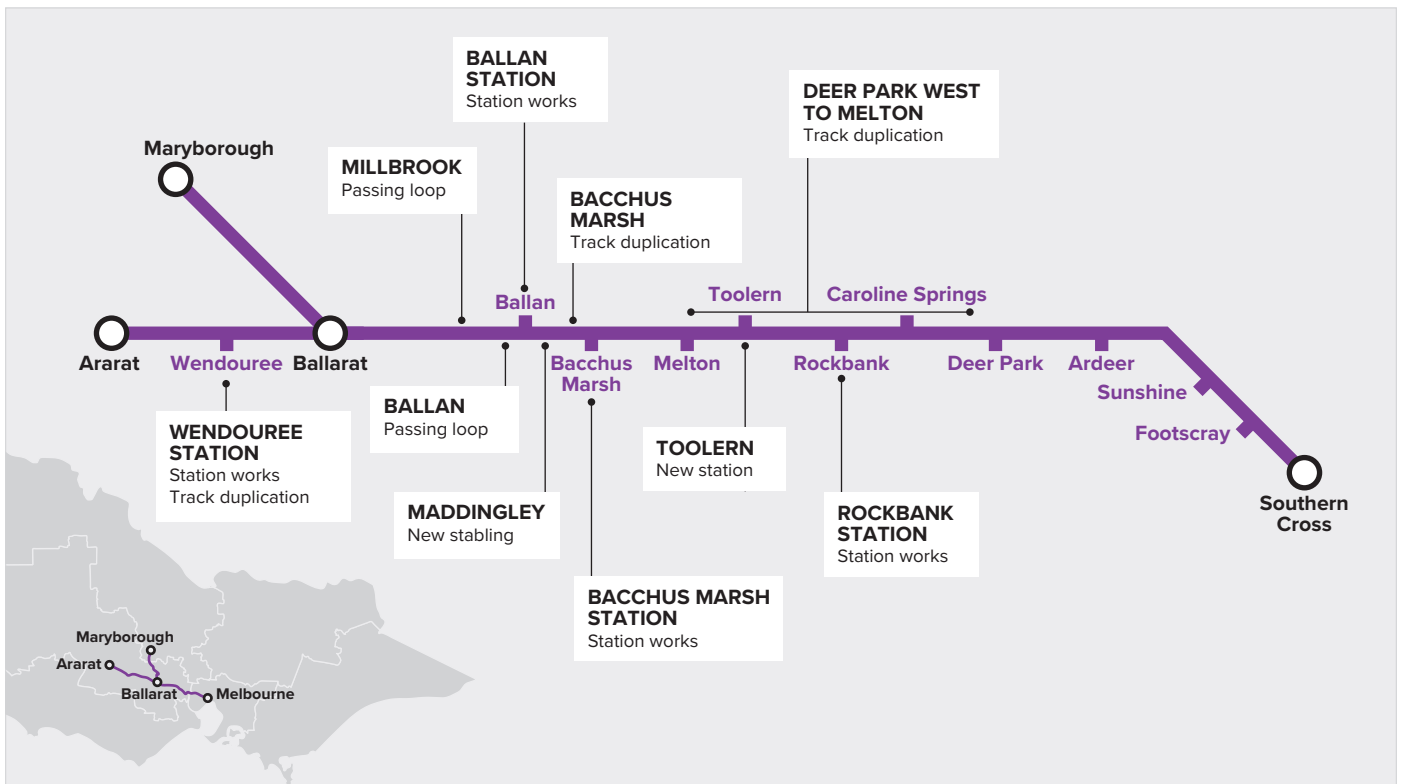 BALLAN
STATION
Station works
DEER PARK WEST
TO MELTON
Track duplication
Maryborough
MILLBROOK
Passing loop
BACCHUS
MARSH
Track duplication
Ballan
Toolern
Caroline Springs
Ararat
Wendouree
Ballarat
Bacchus
Marsh
Melton
Rockbank
Deer Park
Ardeer
Sunshine
Footscray
Southern
Cross
WENDOUREE
STATION
Station works
Track duplication
BALLAN
Passing loop
MADDINGLEY
New stabling
TOOLERN
New station
ROCKBANK
STATION
Station works
BACCHUS MARSH
STATION
Station works
Maryborough
Ararat
Ballarat
Melbourne